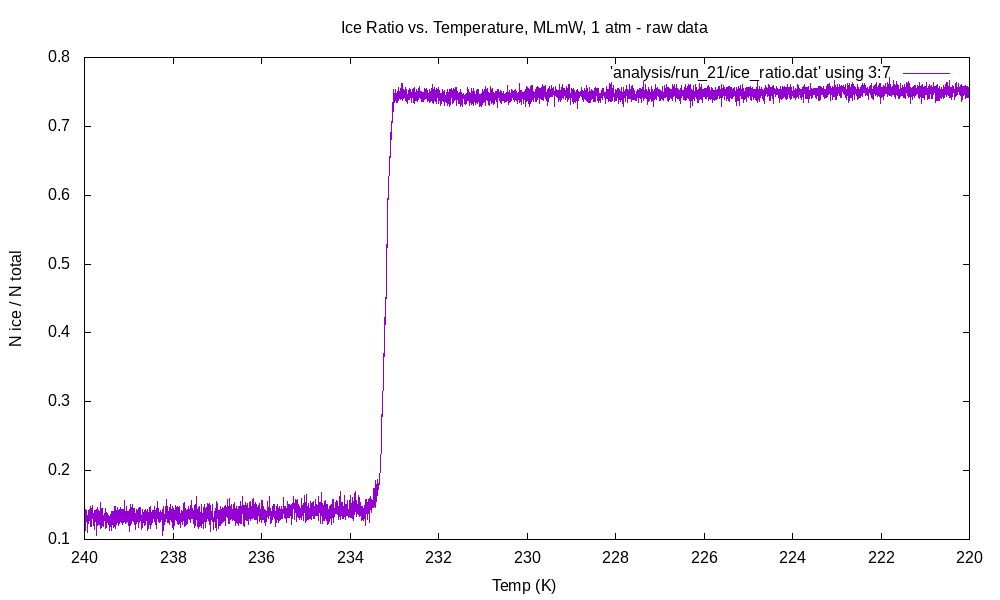 Ice Ratio vs. Temperature, MLmW, 1 atm - raw data
'analysis/run_21/ice_ratio.dat' using 3:7
N ice / N total
0.8
0.7
0.6
0.5
0.4
0.3
0.2
0.1
240 238 236 234 232 230 228 226 224 222 220
Temp (K)